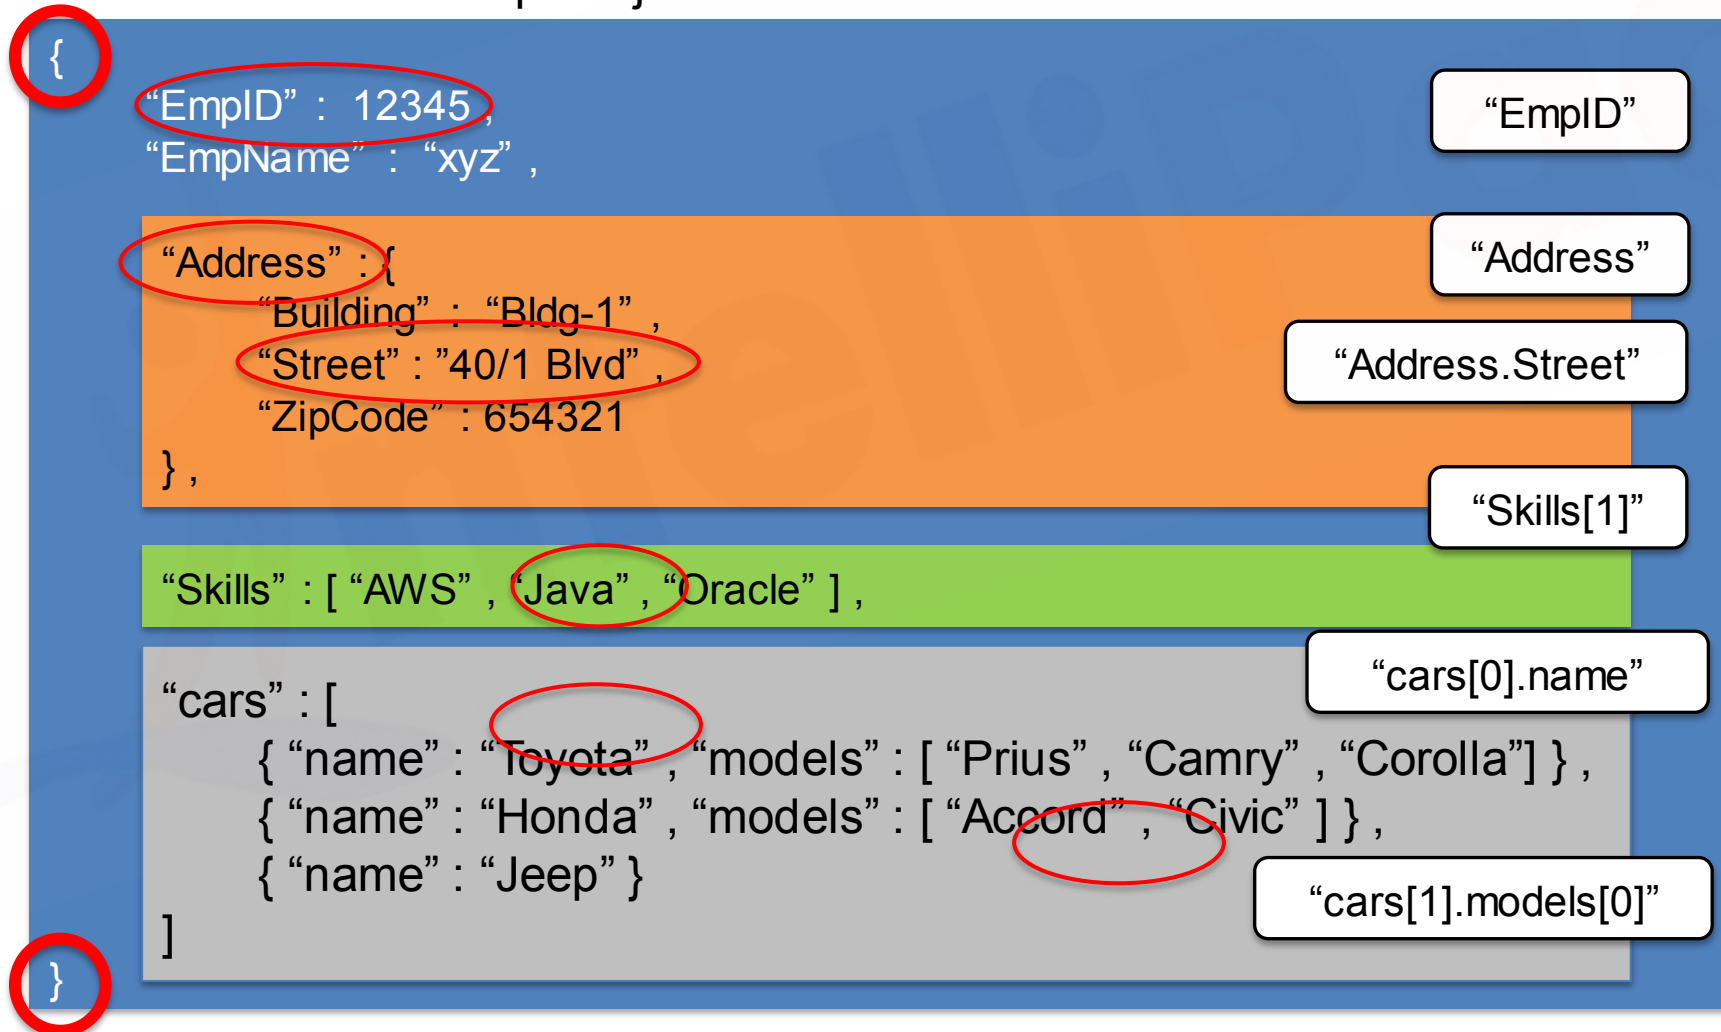 {
“EmpID” : 12345 ,
“EmpID”
“EmpName” : “xyz” ,
“Address” : {
“Address”
“Building” : “Bldg-1” ,
“Street” : ”40/1 Blvd” ,
“Address.Street”
“ZipCode” : 654321
} ,
“Skills[1]”
“Skills” : [ “AWS” , “Java” , “Oracle” ] ,
“cars[0].name”
“cars” : [
{ “name” : “Toyota” , “models” : [ “Prius” , “Camry” , “Corolla”] } ,
{ “name” : “Honda” , “models” : [ “Accord” , “Civic” ] } ,
{ “name” : “Jeep” }
“cars[1].models[0]”
]
}